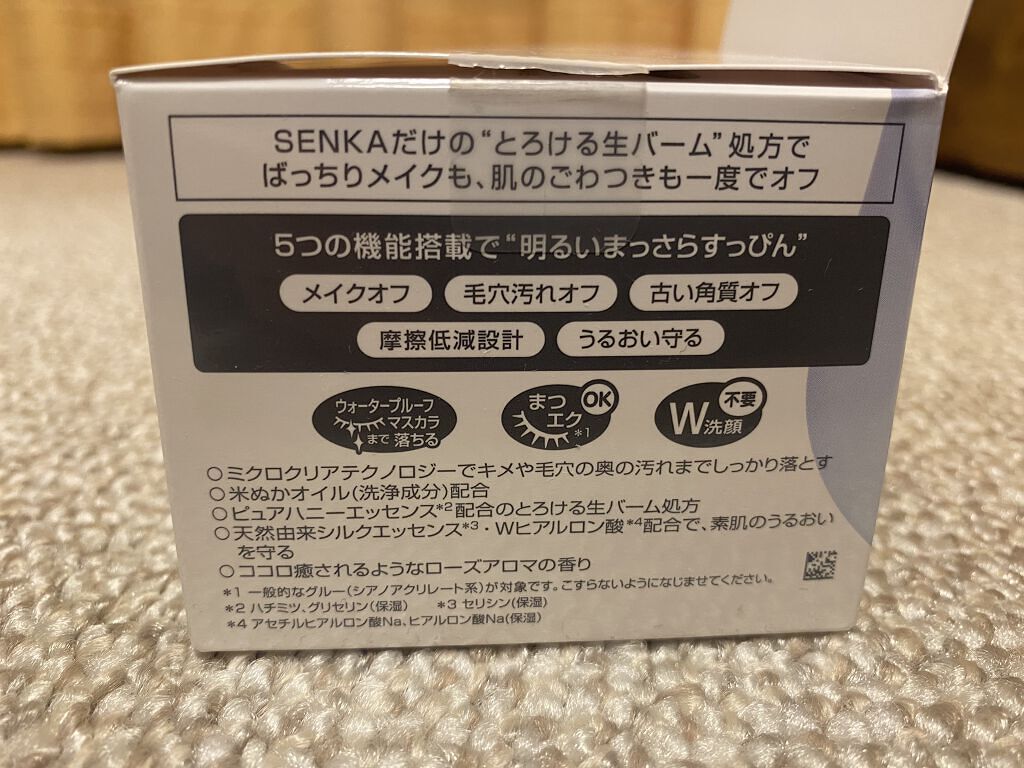 SENKAだけの“とろける生バーム”処方で
ばっちりメイクも、肌のごわつきも一度でオフ
5つの機能搭載で“明るいまっさらすっぴん”
メイクオフ 毛穴汚れオフ 古い角質オフ
摩擦低減設計 うるおい守る
ウォータープルーフ
マスカラ
まで 落ちる
まつ
エク
*1
OK
W洗顔
不要
○ミクロクリアテクノロジーでキメや毛穴の奥の汚れまでしっかり落とす
○米ぬかオイル(洗浄成分)配合
○ピュアハニーエッセンス*2配合のとろける生バーム処方
○天然由来シルクエッセンス*3・Wヒアルロン酸*4配合で、素肌のうるおい
を守る
○ココロ癒されるようなローズアロマの香り
*1 一般的なグルー(シアノアクリレート系)が対象です。こすらないようになじませてください。
*2 ハチミツ、グリセリン(保湿) *3 セリシン(保湿)
*4 アセチルヒアルロン酸Na、ヒアルロン酸Na(保湿)